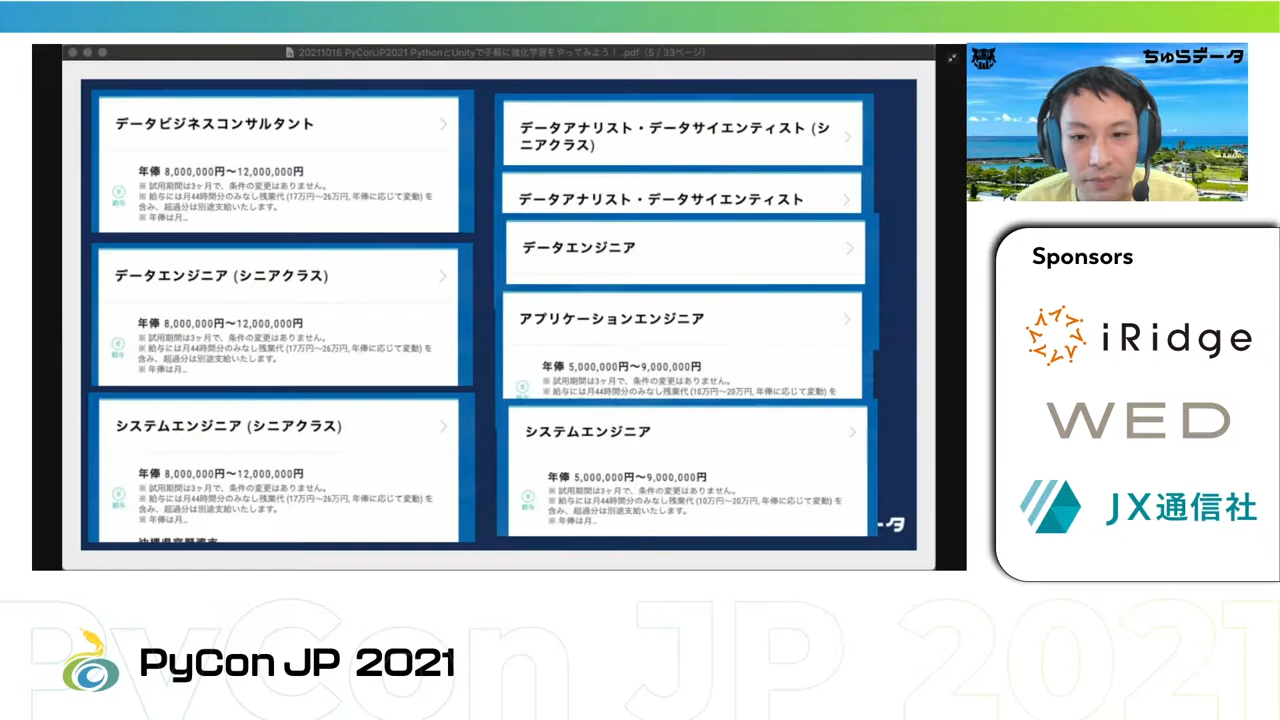 20211016 PyConJP2021 PythonとUnityで手軽に強化学習をやってみよう！.pdf (5 / 33ページ)
データビジネスコンサルタント
年俸 8,000,000円〜12,000,000円
※ 試用期間は3ヶ月で、条件の変更はありません。
※ 給与には月44時間分のみなし残業代 (17万円〜26万円, 年俸に応じて変動) を
含み、超過分は別途支給いたします。
※ 年俸は月…
給与
データエンジニア (シニアクラス)
年俸 8,000,000円〜12,000,000円
※ 試用期間は3ヶ月で、条件の変更はありません。
※ 給与には月44時間分のみなし残業代 (17万円〜26万円, 年俸に応じて変動) を
含み、超過分は別途支給いたします。
※ 年俸は月…
給与
システムエンジニア (シニアクラス)
年俸 8,000,000円〜12,000,000円
※ 試用期間は3ヶ月で、条件の変更はありません。
※ 給与には月44時間分のみなし残業代 (17万円〜26万円, 年俸に応じて変動) を
含み、超過分は別途支給いたします。
※ 年俸は月…
給与
データアナリスト・データサイエンティスト (シ
ニアクラス)
データアナリスト・データサイエンティスト
データエンジニア
アプリケーションエンジニア
年俸 5,000,000円〜9,000,000円
※ 試用期間は3ヶ月で、条件の変更はありません。
※ 給与には月44時間分のみなし残業代 (10万円〜20万円, 年俸に応じて変動) を
システムエンジニア
年俸 5,000,000円〜9,000,000円
※ 試用期間は3ヶ月で、条件の変更はありません。
※ 給与には月44時間分のみなし残業代 (10万円〜20万円, 年俸に応じて変動) を
含み、超過分は別途支給いたします。
※ 年俸は月…
給与
ータ
ちゅらデータ
Sponsors
iRidge
WED
JX通信社
PyCon JP 2021
PyCon JP 2021